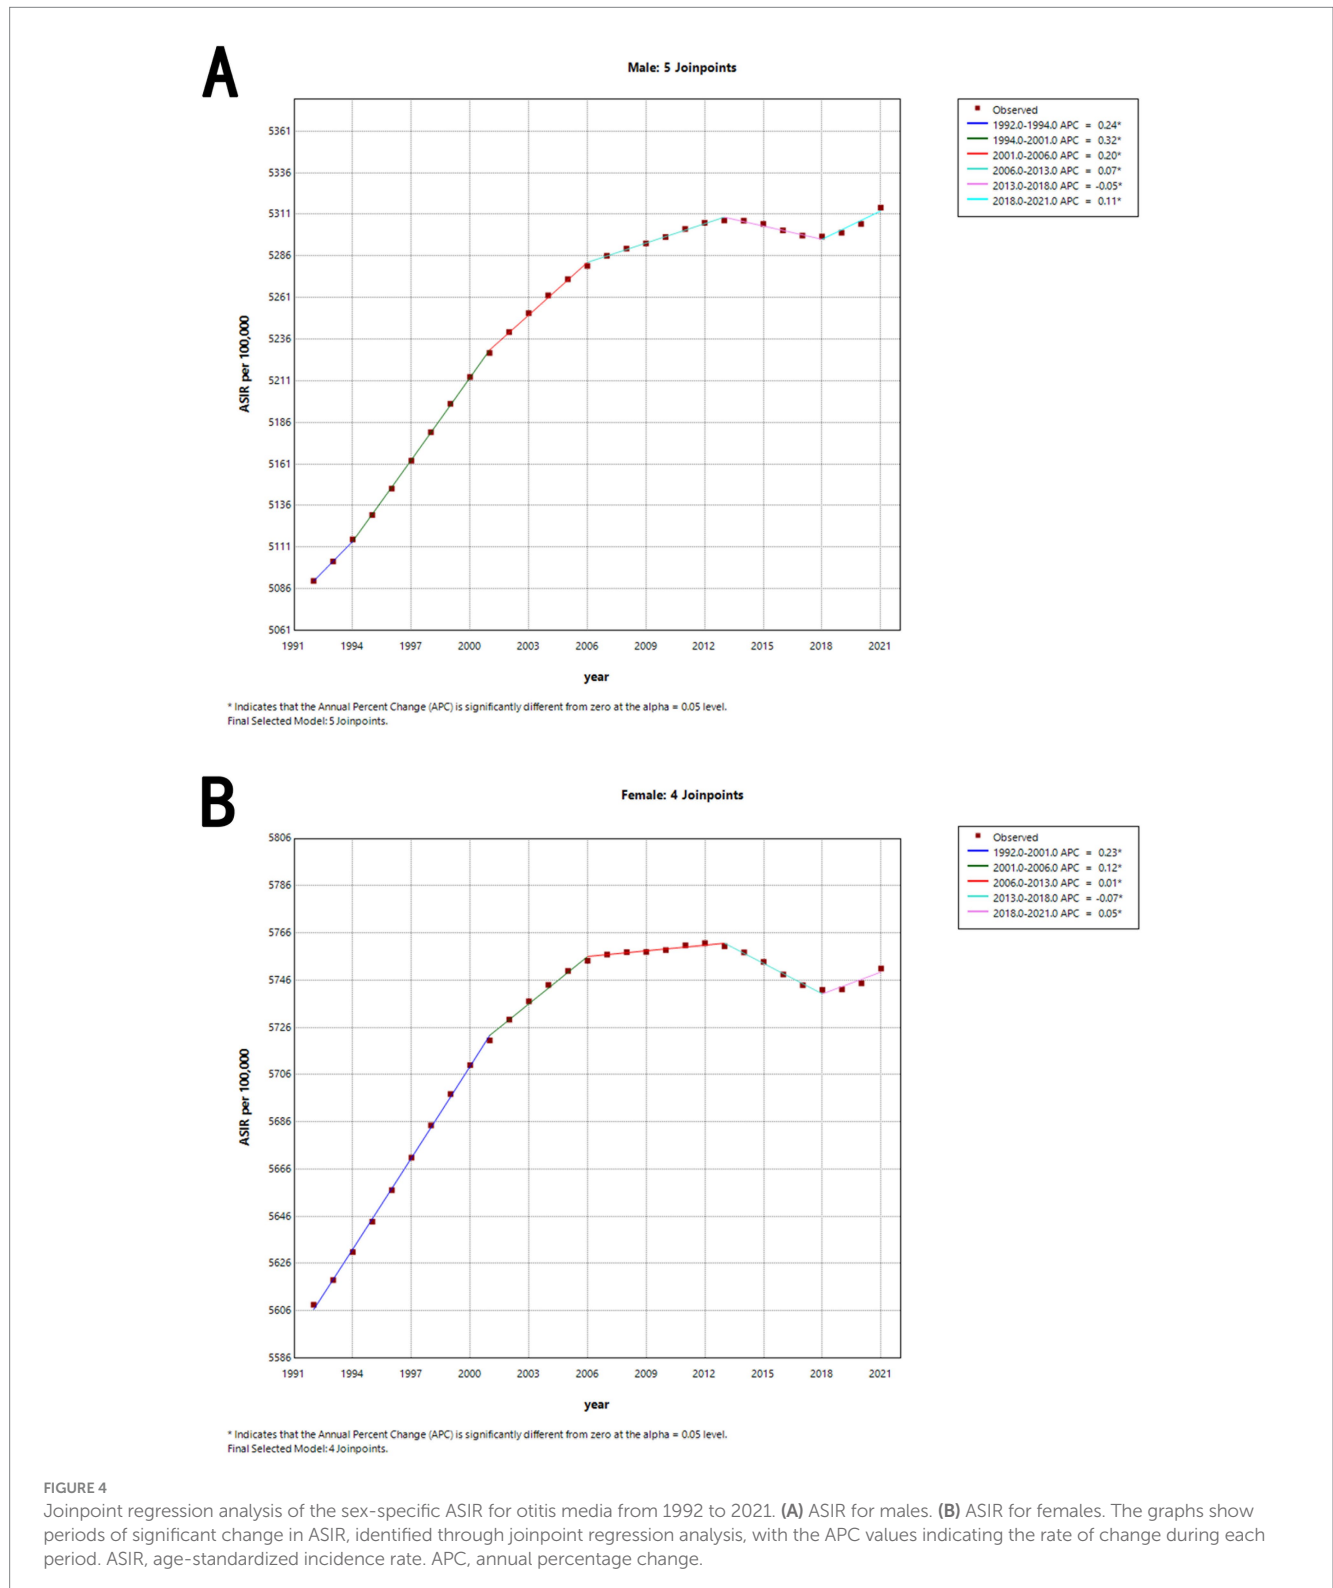 A
Male: 5 Joinpoints
5361
5336
5311
5286
5261
5236
5211
5186
5161
5136
5111
5086
5061
ASIR per 100,000
1991 1994 1997 2000 2003 2006 2009 2012 2015 2018 2021
year
Observed
1992.0-1994.0 APC = 0.24*
1994.0-2001.0 APC = 0.32*
2001.0-2006.0 APC = 0.20*
2006.0-2013.0 APC = 0.07*
2013.0-2018.0 APC = -0.05*
2018.0-2021.0 APC = 0.11*
* Indicates that the Annual Percent Change (APC) is significantly different from zero at the alpha = 0.05 level.
Final Selected Model: 5 Joinpoints.
B
Female: 4 Joinpoints
5806
5786
5766
5746
5726
5706
5686
5666
5646
5626
5606
5586
ASIR per 100,000
1991 1994 1997 2000 2003 2006 2009 2012 2015 2018 2021
year
Observed
1992.0-2001.0 APC = 0.23*
2001.0-2006.0 APC = 0.12*
2006.0-2013.0 APC = 0.01*
2013.0-2018.0 APC = -0.07*
2018.0-2021.0 APC = 0.05*
* Indicates that the Annual Percent Change (APC) is significantly different from zero at the alpha = 0.05 level.
Final Selected Model: 4 Joinpoints.
FIGURE 4
Joinpoint regression analysis of the sex-specific ASIR for otitis media from 1992 to 2021. (A) ASIR for males. (B) ASIR for females. The graphs show
periods of significant change in ASIR, identified through joinpoint regression analysis, with the APC values indicating the rate of change during each
period. ASIR, age-standardized incidence rate. APC, annual percentage change.